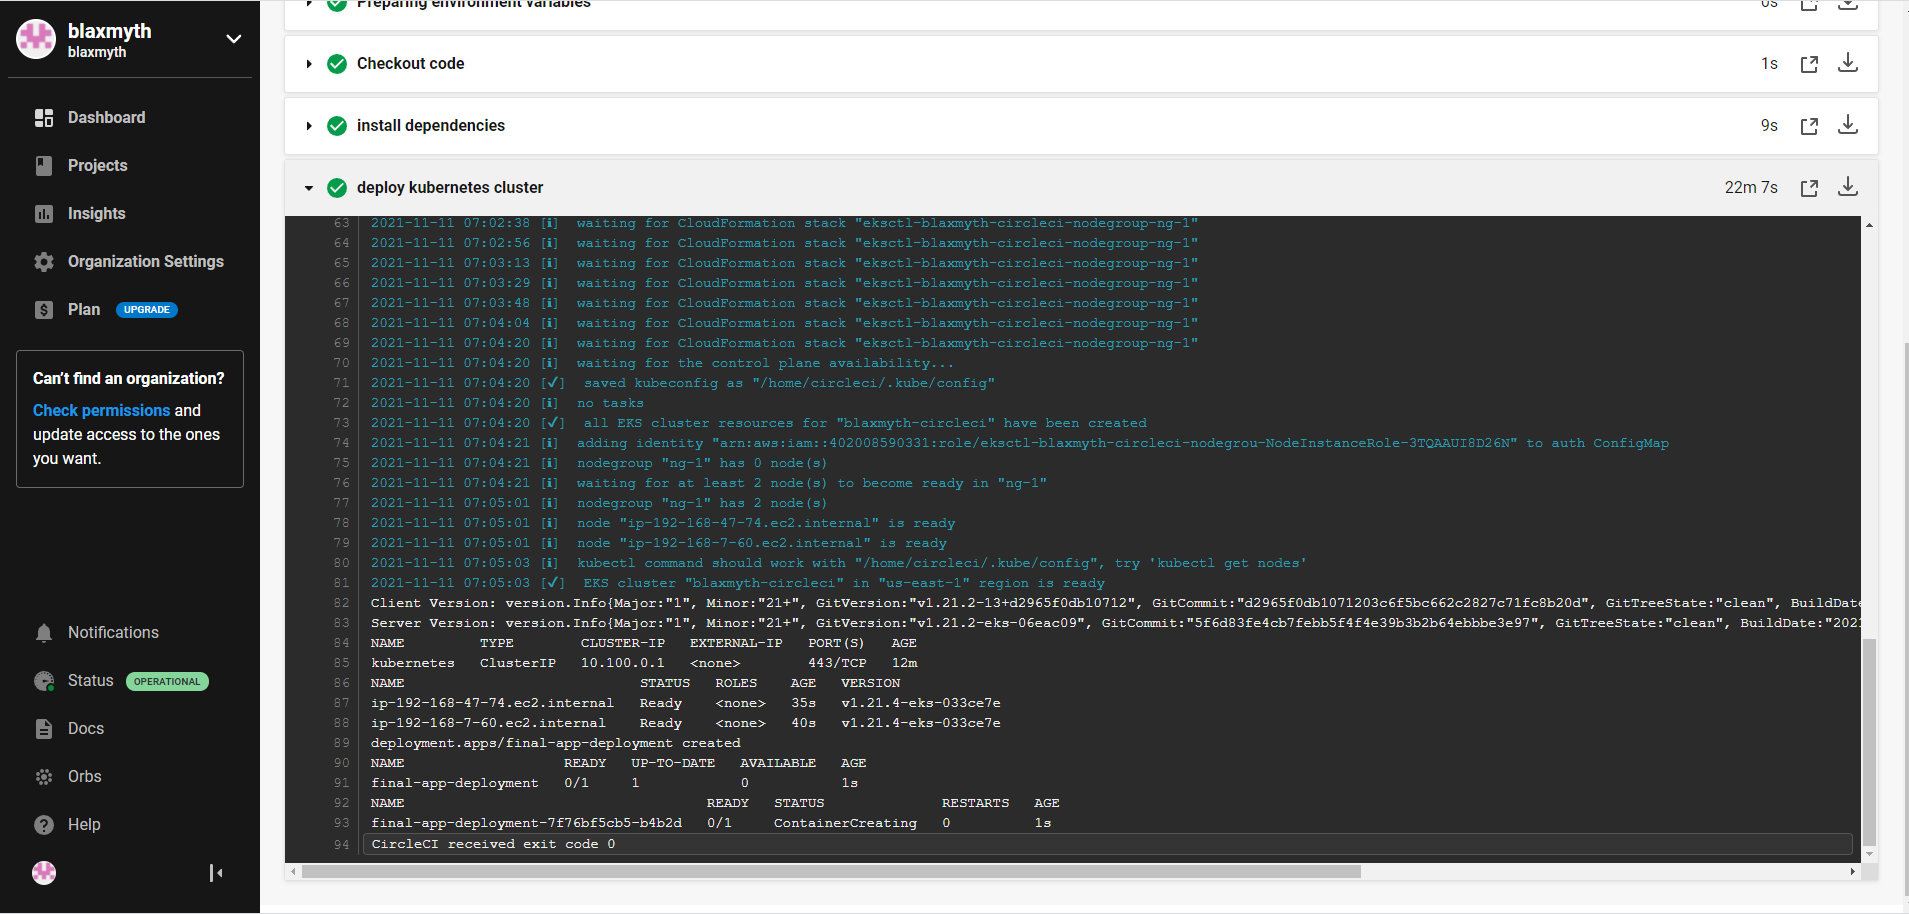 blaxmyth
blaxmyth
Dashboard
Projects
Insights
Organization Settings
Plan UPGRADE
Can't find an organization?
Check permissions and
update access to the ones
you want.
Notifications
Status OPERATIONAL
Docs
Orbs
Help
Preparing environment variables 0s
Checkout code 1s
install dependencies 9s
deploy kubernetes cluster 22m 7s
63 2021-11-11 07:02:38 [i] waiting for CloudFormation stack "eksctl-blaxmyth-circleci-nodegroup-ng-1"
64 2021-11-11 07:02:56 [i] waiting for CloudFormation stack "eksctl-blaxmyth-circleci-nodegroup-ng-1"
65 2021-11-11 07:03:13 [i] waiting for CloudFormation stack "eksctl-blaxmyth-circleci-nodegroup-ng-1"
66 2021-11-11 07:03:29 [i] waiting for CloudFormation stack "eksctl-blaxmyth-circleci-nodegroup-ng-1"
67 2021-11-11 07:03:48 [i] waiting for CloudFormation stack "eksctl-blaxmyth-circleci-nodegroup-ng-1"
68 2021-11-11 07:04:04 [i] waiting for CloudFormation stack "eksctl-blaxmyth-circleci-nodegroup-ng-1"
69 2021-11-11 07:04:20 [i] waiting for CloudFormation stack "eksctl-blaxmyth-circleci-nodegroup-ng-1"
70 2021-11-11 07:04:20 [i] waiting for the control plane availability...
71 2021-11-11 07:04:20 [✔] saved kubeconfig as "/home/circleci/.kube/config"
72 2021-11-11 07:04:20 [i] no tasks
73 2021-11-11 07:04:20 [✔] all EKS cluster resources for "blaxmyth-circleci" have been created
74 2021-11-11 07:04:21 [i] adding identity "arn:aws:iam::402008590331:role/eksctl-blaxmyth-circleci-nodegrou-NodeInstanceRole-3TQAAUI8D26N" to auth ConfigMap
75 2021-11-11 07:04:21 [i] nodegroup "ng-1" has 0 node(s)
76 2021-11-11 07:04:21 [i] waiting for at least 2 node(s) to become ready in "ng-1"
77 2021-11-11 07:05:01 [i] nodegroup "ng-1" has 2 node(s)
78 2021-11-11 07:05:01 [i] node "ip-192-168-47-74.ec2.internal" is ready
79 2021-11-11 07:05:01 [i] node "ip-192-168-7-60.ec2.internal" is ready
80 2021-11-11 07:05:03 [i] kubectl command should work with "/home/circleci/.kube/config", try 'kubectl get nodes'
81 2021-11-11 07:05:03 [✔] EKS cluster "blaxmyth-circleci" in "us-east-1" region is ready
82 Client Version: version.Info{Major:"1", Minor:"21+", GitVersion:"v1.21.2-13+d2965f0db10712", GitCommit:"d2965f0db1071203c6f5bc662c2827c71fc8b20d", GitTreeState:"clean", BuildDate
83 Server Version: version.Info{Major:"1", Minor:"21+", GitVersion:"v1.21.2-eks-06eac09", GitCommit:"5f6d83fe4cb7febb5f4f4e39b3b2b64ebbbe3e97", GitTreeState:"clean", BuildDate:"2021
84 NAME TYPE CLUSTER-IP EXTERNAL-IP PORT(S) AGE
85 kubernetes ClusterIP 10.100.0.1 <none> 443/TCP 12m
86 NAME STATUS ROLES AGE VERSION
87 ip-192-168-47-74.ec2.internal Ready <none> 35s v1.21.4-eks-033ce7e
88 ip-192-168-7-60.ec2.internal Ready <none> 40s v1.21.4-eks-033ce7e
89 deployment.apps/final-app-deployment created
90 NAME READY UP-TO-DATE AVAILABLE AGE
91 final-app-deployment 0/1 1 0 1s
92 NAME READY STATUS RESTARTS AGE
93 final-app-deployment-7f76bf5cb5-b4b2d 0/1 ContainerCreating 0 1s
94 CircleCI received exit code 0